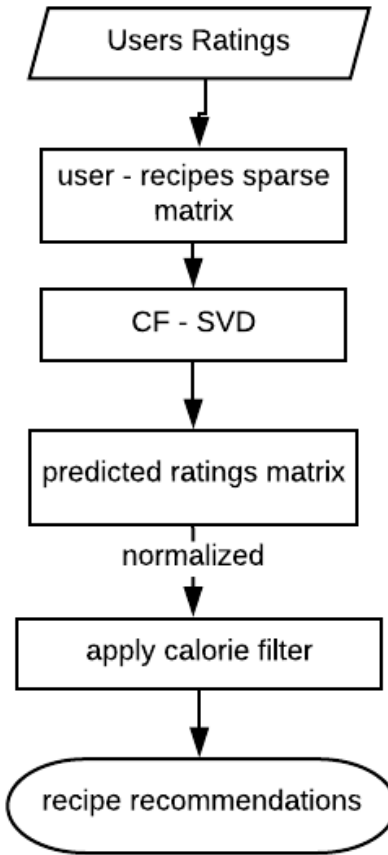 Users Ratings
user - recipes sparse
matrix
CF - SVD
predicted ratings matrix
normalized
apply calorie filter
recipe recommendations